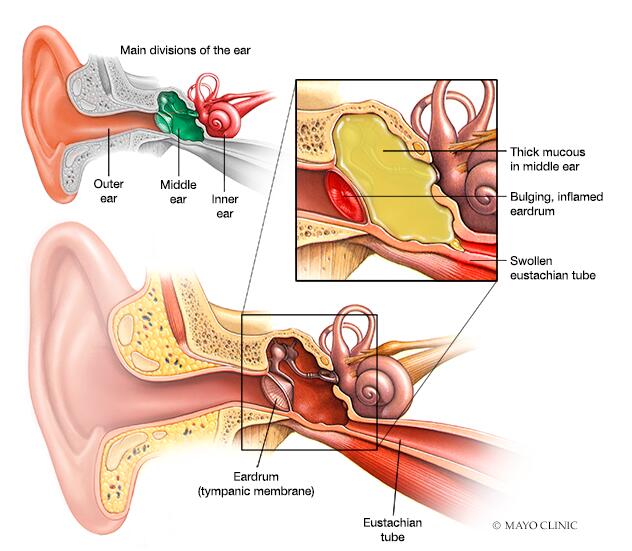 Main divisions of the ear
Outer
ear
Middle
ear
Inner
ear
Thick mucous
in middle ear
Bulging, inflamed
eardrum
Swollen
eustachian tube
Eardrum
(tympanic membrane)
Eustachian
tube
© MAYO CLINIC